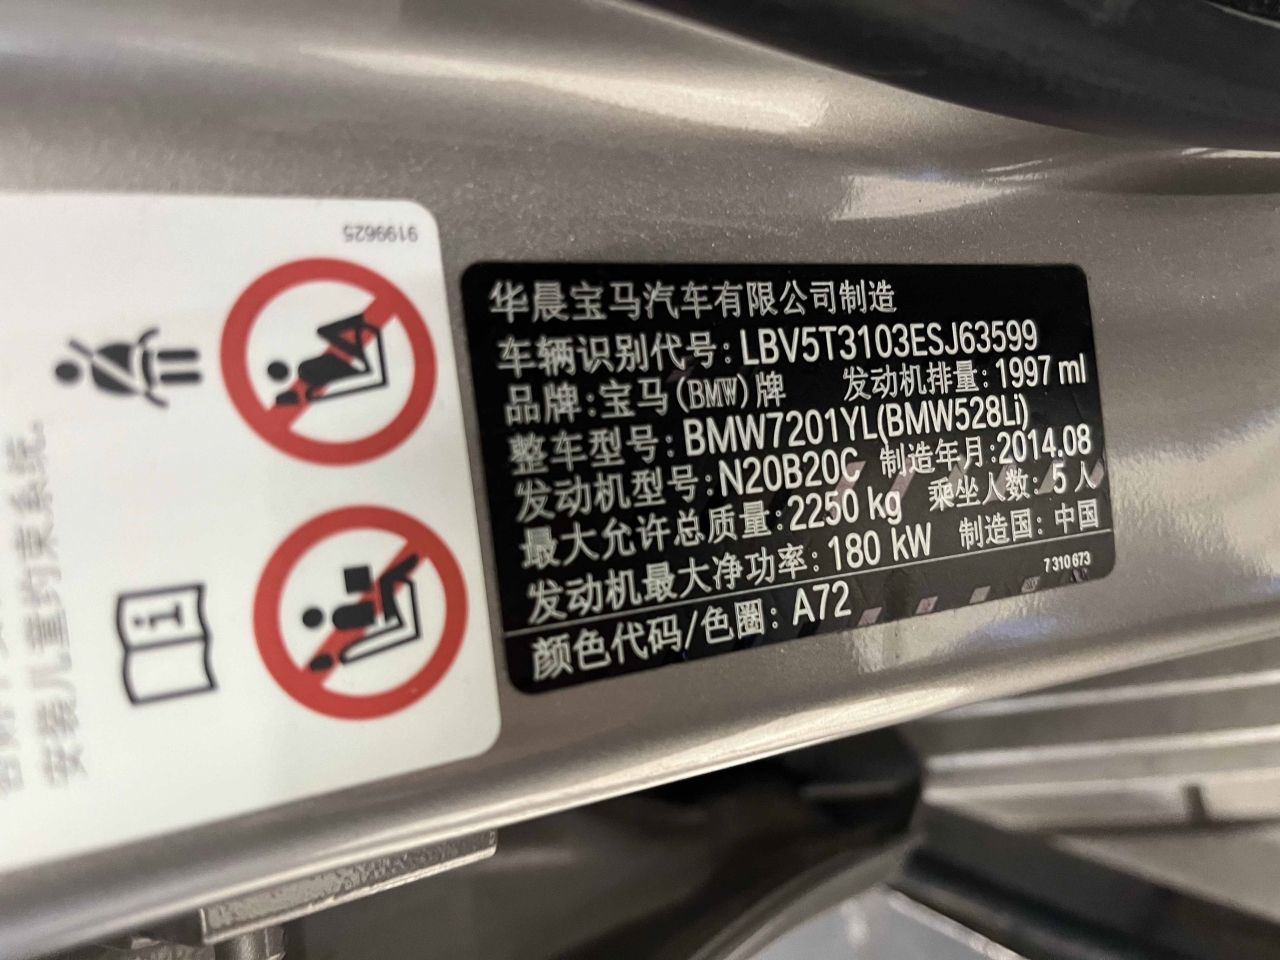 9199625
安装儿童约束系统。
华晨宝马汽车有限公司制造
车辆识别代号:LBV5T3103ESJ63599
品牌:宝马(BMW)牌 发动机排量:1997 ml
整车型号:BMW7201YL(BMW528Li)
发动机型号:N20B20C 制造年月:2014.08
最大允许总质量:2250 kg 乘坐人数:5 人
发动机最大净功率:180 kW 制造国:中国
7 310 673
颜色代码/色圈:A72